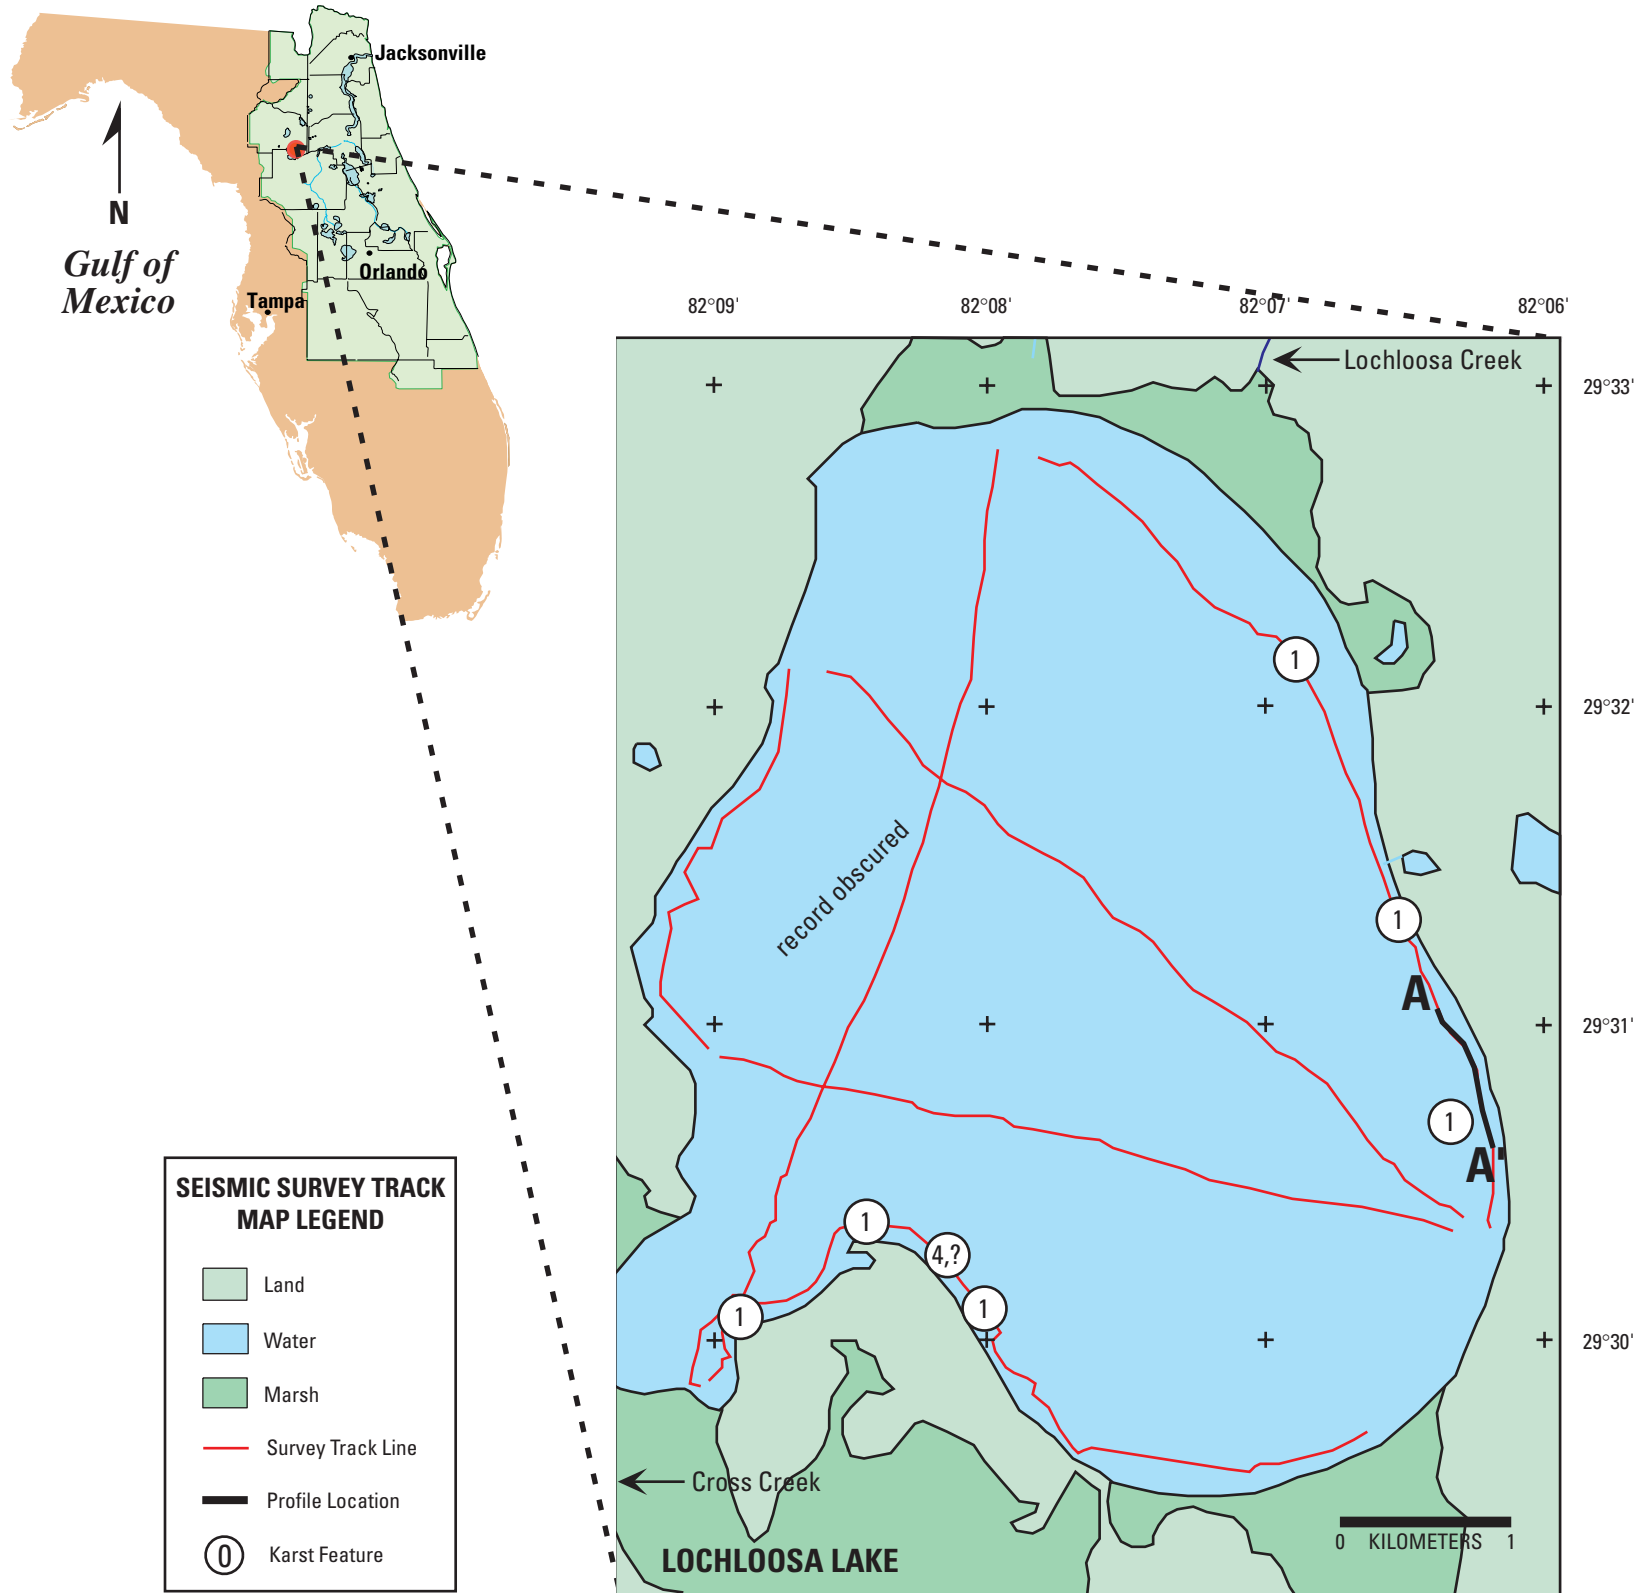 Jacksonville
N
Gulf of
Mexico
Orlando
Tampa
82°09'
82°08'
82°07'
82°06'
Lochloosa Creek
29°33'
1
29°32'
record obscured
1
A
29°31'
1
A'
1
4,?
1
1
29°30'
Cross Creek
0 KILOMETERS 1
LOCHLOOSA LAKE
SEISMIC SURVEY TRACK
MAP LEGEND
Land
Water
Marsh
Survey Track Line
Profile Location
0 Karst Feature